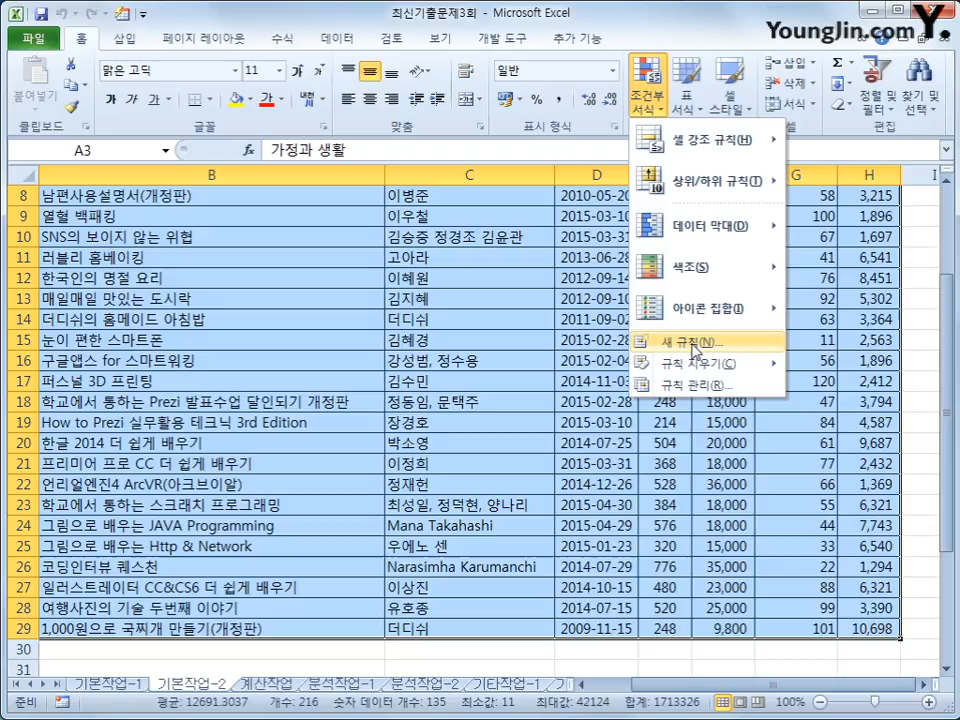 최신기출문제3회 - Microsoft Excel
Younglin.com Y.
파일 홈 삽입 페이지 레이아웃 수식 데이터 검토 보기 개발 도구 추가 기능
붙여넣기
클립보드
맑은 고딕 11 가 가
가 가 가
글꼴
맞춤
일반
% ,
표시 형식
조건부 서식
표 서식
셀 스타일
삽입
삭제
서식
셀
정렬 및 필터
찾기 및 선택
편집
A3 fx 가정과 생활
셀 강조 규칙(H)
상위/하위 규칙(T)
데이터 막대(D)
색조(S)
아이콘 집합(I)
새 규칙(N)...
규칙 지우기(C)
규칙 관리(R)...
B C D G H I
8 남편사용설명서(개정판) 이병준 2010-05-20 58 3,215
9 열혈 백패킹 이우철 2015-03-10 100 1,896
10 SNS의 보이지 않는 위협 김승중 정경조 김윤관 2015-03-31 67 1,697
11 러블리 홈베이킹 고아라 2013-06-28 41 6,541
12 한국인의 명절 요리 이혜원 2012-09-14 76 8,451
13 매일매일 맛있는 도시락 김지혜 2012-09-10 92 5,302
14 더디쉬의 홈메이드 아침밥 더디쉬 2011-09-02 63 3,364
15 눈이 편한 스마트폰 김혜경 2015-02-28 11 2,563
16 구글앱스 for 스마트워킹 강성범, 정수용 2015-02-04 56 1,896
17 퍼스널 3D 프린팅 김수민 2014-11-03 120 2,412
18 학교에서 통하는 Prezi 발표수업 달인되기 개정판 정동임, 문택주 2015-02-28 248 18,000 47 3,794
19 How to Prezi 실무활용 테크닉 3rd Edition 장경호 2015-03-10 214 15,000 84 4,587
20 한글 2014 더 쉽게 배우기 박소영 2014-07-25 504 20,000 61 9,687
21 프리미어 프로 CC 더 쉽게 배우기 이정희 2015-03-31 368 18,000 77 2,432
22 언리얼엔진4 ArcVR(아크브이알) 정재헌 2014-12-26 528 36,000 66 1,369
23 학교에서 통하는 스크래치 프로그래밍 최성일, 정덕현, 양나리 2015-04-30 384 18,000 55 6,321
24 그림으로 배우는 JAVA Programming Mana Takahashi 2015-04-29 576 18,000 44 7,743
25 그림으로 배우는 Http & Network 우에노 센 2015-01-23 320 15,000 33 6,540
26 코딩인터뷰 퀘스천 Narasimha Karumanchi 2014-07-29 776 35,000 22 1,294
27 일러스트레이터 CC&CS6 더 쉽게 배우기 이상진 2014-10-15 480 23,000 88 6,321
28 여행사진의 기술 두번째 이야기 유호종 2014-07-15 520 25,000 99 3,390
29 1,000원으로 국찌개 만들기(개정판) 더디쉬 2009-11-15 248 9,800 101 10,698
30
31
기본작업-1 기본작업-2 계산작업 분석작업-1 분석작업-2 기타작업-1
준비 평균: 12691.3037 개수: 216 숫자 데이터 개수: 135 최소값: 11 최대값: 42124 합계: 1713326 100%